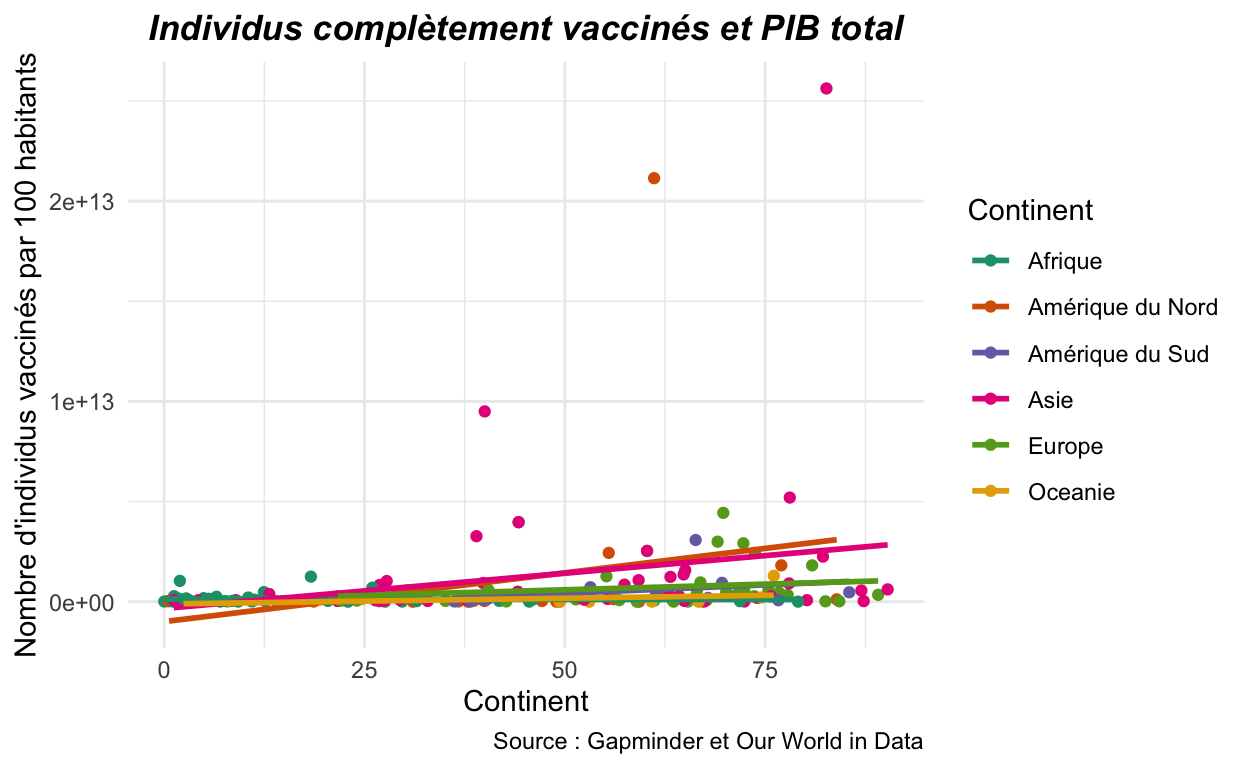 Individus complètement vaccinés et PIB total
Nombre d'individus vaccinés par 100 habitants
2e+13
1e+13
0e+00
0
25
50
75
Continent
Source : Gapminder et Our World in Data
Continent
Afrique
Amérique du Nord
Amérique du Sud
Asie
Europe
Oceanie